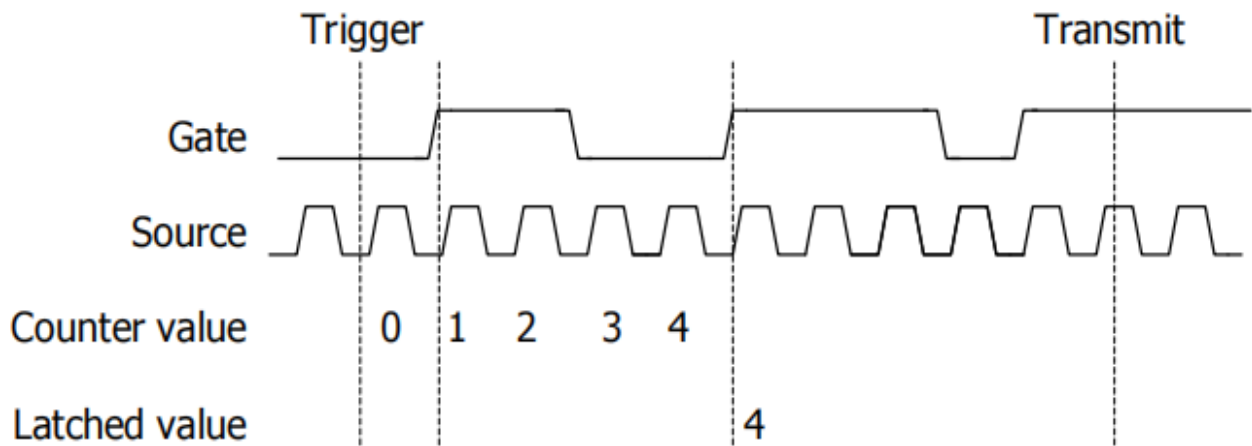 Trigger Transmit
Gate
Source
Counter value 0 1 2 3 4
Latched value 4